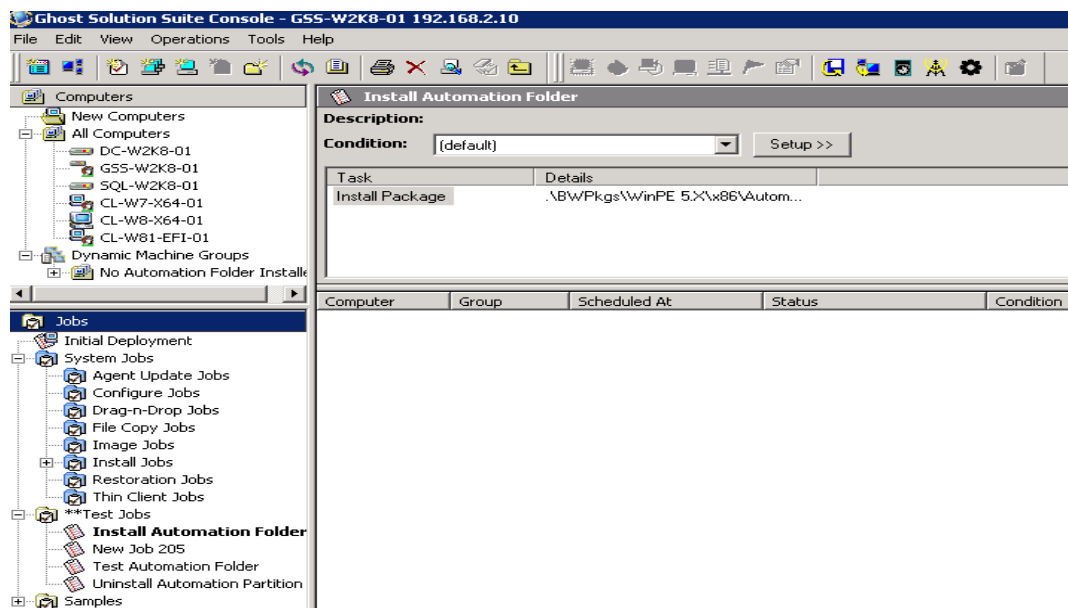 Ghost Solution Suite Console - GSS-W2K8-01 192.168.2.10
File Edit View Operations Tools Help
Computers
New Computers
All Computers
DC-W2K8-01
GSS-W2K8-01
SQL-W2K8-01
CL-W7-X64-01
CL-W8-X64-01
CL-W81-EFI-01
Dynamic Machine Groups
No Automation Folder Installe
Jobs
Initial Deployment
System Jobs
Agent Update Jobs
Configure Jobs
Drag-n-Drop Jobs
File Copy Jobs
Image Jobs
Install Jobs
Restoration Jobs
Thin Client Jobs
**Test Jobs
Install Automation Folder
New Job 205
Test Automation Folder
Uninstall Automation Partition
Samples
Install Automation Folder
Description:
Condition: (default) Setup >>
Task Details
Install Package .\BWPkgs\WinPE 5.X\x86\Autom...
Computer Group Scheduled At Status Condition